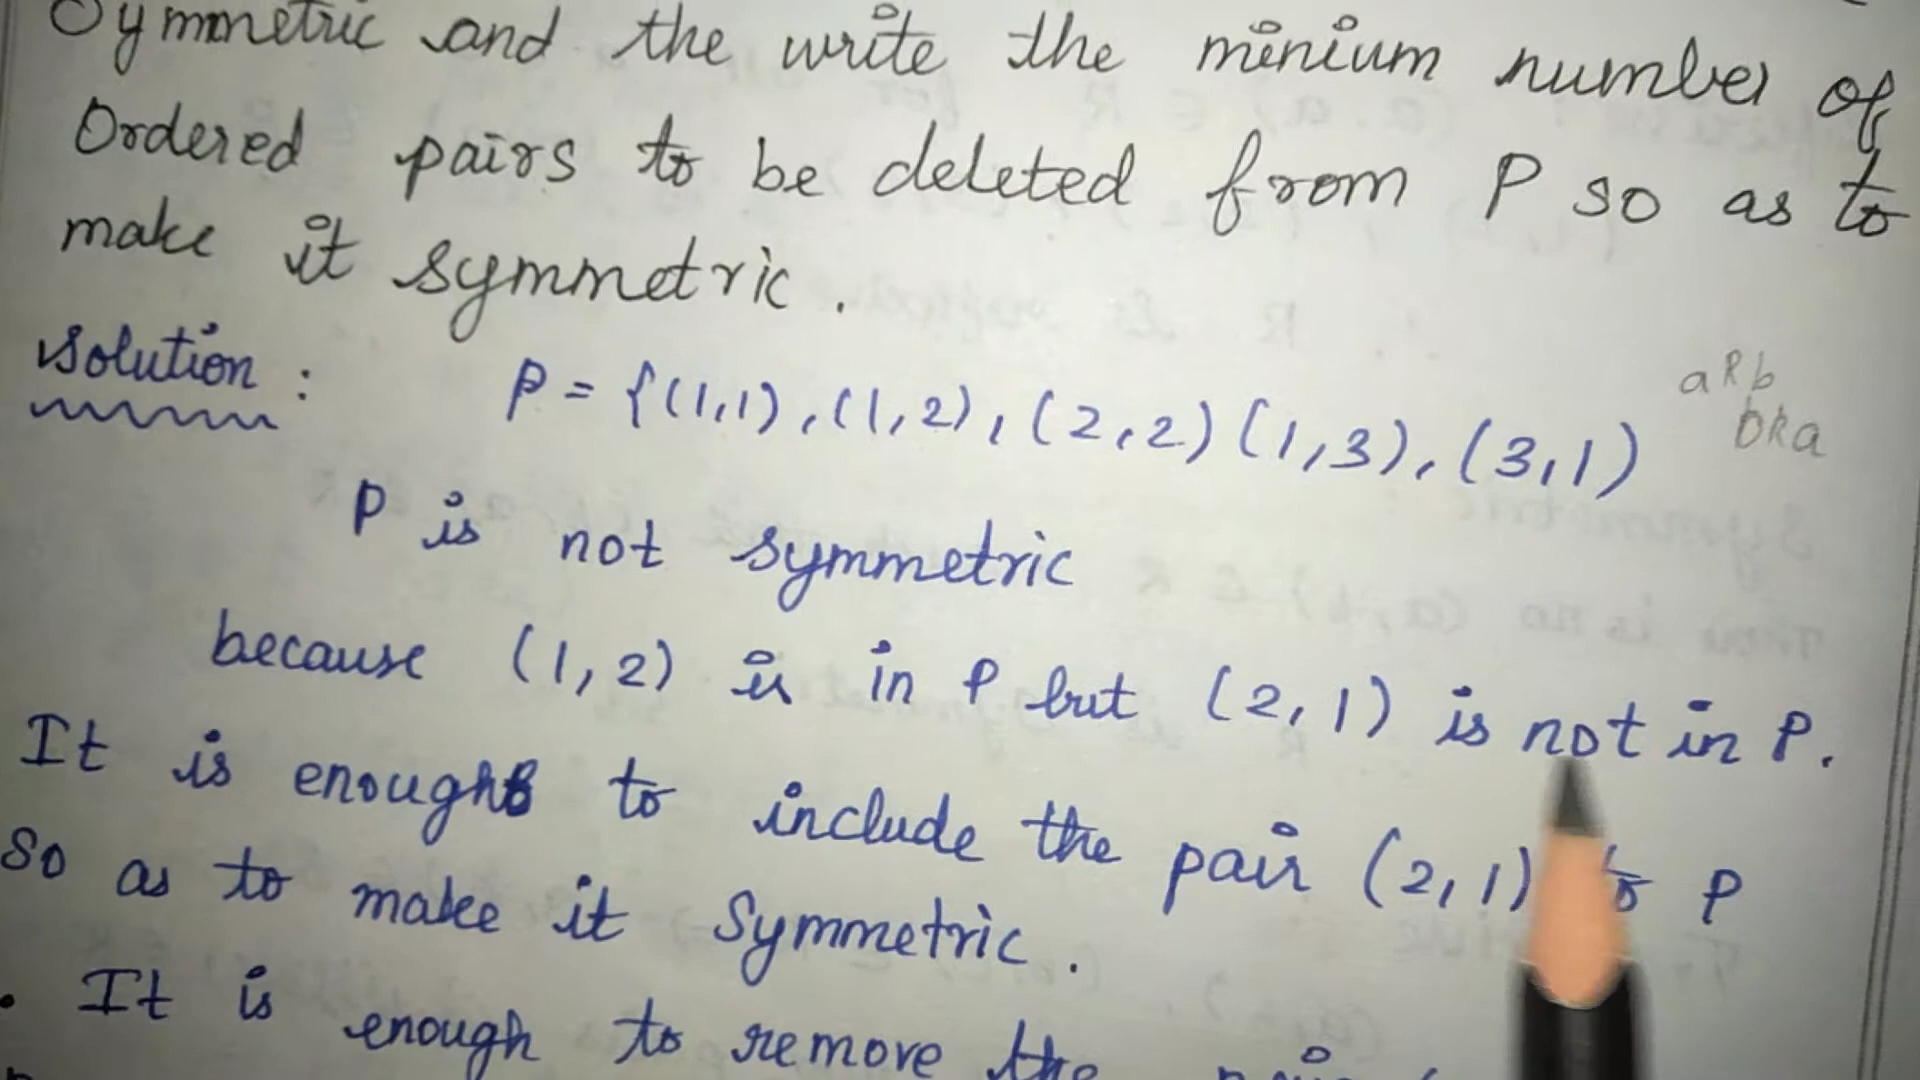 Symmetric and the write the minium number of
Ordered pairs to be deleted from P so as to
make it symmetric.
Solution : P = {(1,1), (1,2), (2,2) (1,3), (3,1)
aRb
bRa
P is not symmetric
because (1,2) is in P but (2,1) is not in P.
It is enough to include the pair (2,1) to P
So as to make it Symmetric.
. It is enough to remove the pair (